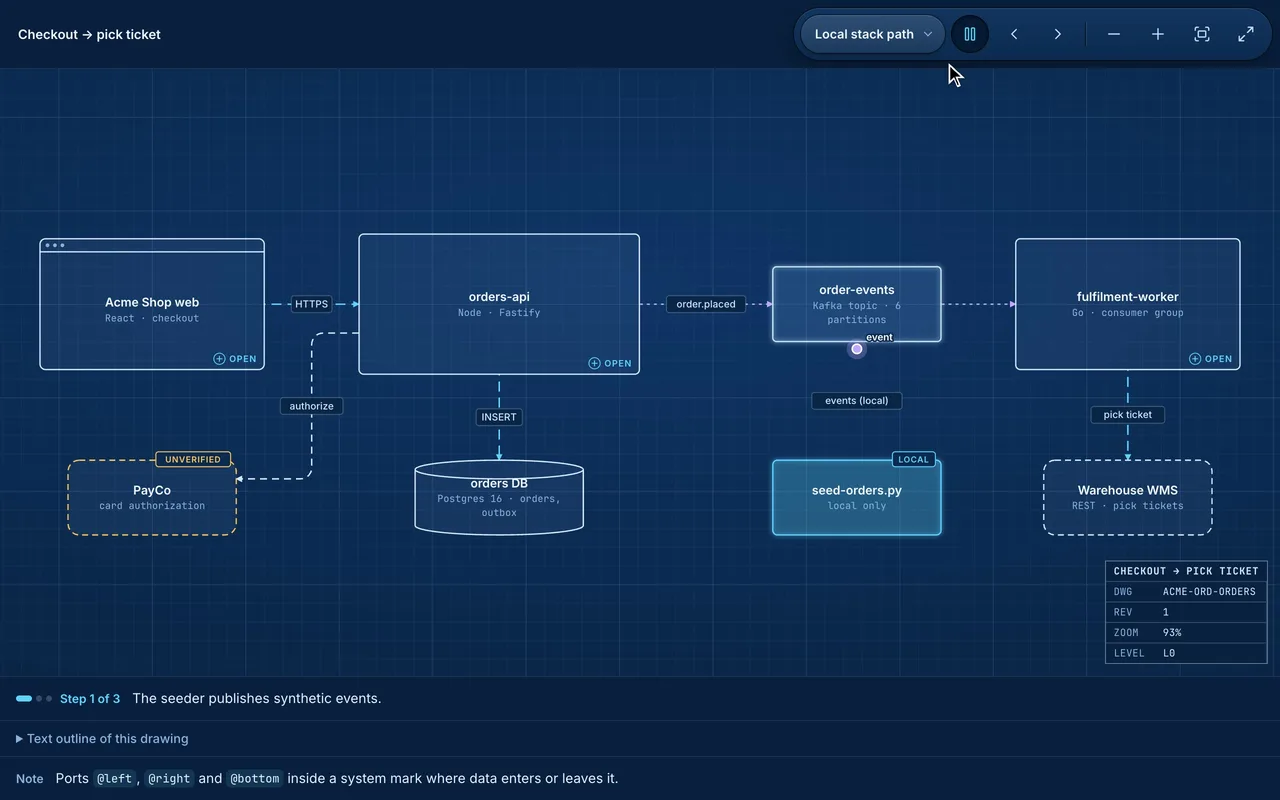 Checkout → pick ticket
Local stack path
Acme Shop web
React · checkout
OPEN
HTTPS
orders-api
Node · Fastify
OPEN
order.placed
order-events
Kafka topic · 6
partitions
event
fulfilment-worker
Go · consumer group
OPEN
authorize
INSERT
events (local)
pick ticket
UNVERIFIED
PayCo
card authorization
orders DB
Postgres 16 · orders,
outbox
LOCAL
seed-orders.py
local only
Warehouse WMS
REST · pick tickets
CHECKOUT → PICK TICKET
DWG ACME-ORD-ORDERS
REV 1
ZOOM 93%
LEVEL L0
Step 1 of 3 The seeder publishes synthetic events.
Text outline of this drawing
Note Ports @left, @right and @bottom inside a system mark where data enters or leaves it.